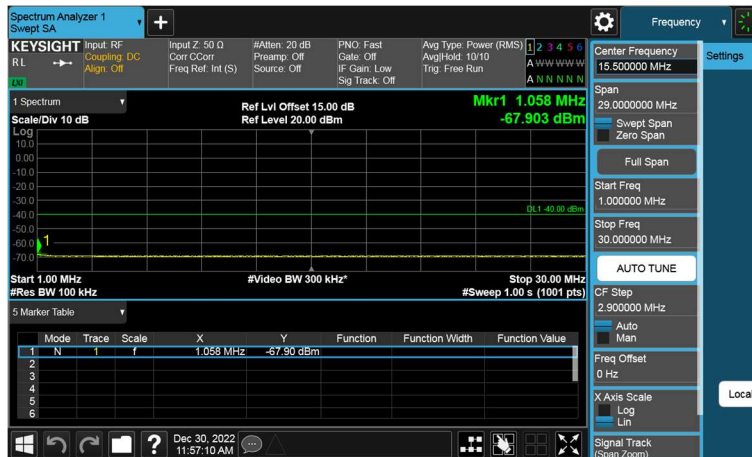 Spectrum Analyzer 1
Swept SA
Frequency
KEYSIGHT
RL
LXI
Input: RF
Coupling: DC
Align: Off
Input Z: 50 Ω
Corr CCorr
Freq Ref: Int (S)
#Atten: 20 dB
Preamp: Off
Source: Off
PNO: Fast
Gate: Off
IF Gain: Low
Sig Track: Off
Avg Type: Power (RMS)
Avg|Hold: 10/10
Trig: Free Run
1 2 3 4 5 6
A W W W W W
A N N N N N
1 Spectrum
Scale/Div 10 dB
Ref Lvl Offset 15.00 dB
Ref Level 20.00 dBm
Mkr1 1.058 MHz
-67.903 dBm
Log
10.0
0.00
-10.0
-20.0
-30.0
-40.0
-50.0
-60.0
-70.0
DL1 -40.00 dBm
1
Start 1.00 MHz
#Res BW 100 kHz
#Video BW 300 kHz*
Stop 30.00 MHz
#Sweep 1.00 s (1001 pts)
5 Marker Table
Mode Trace Scale X Y Function Function Width Function Value
1 N 1 f 1.058 MHz -67.90 dBm
2
3
4
5
6
?
Dec 30, 2022
11:57:10 AM
Center Frequency
15.500000 MHz
Settings
Span
29.0000000 MHz
Swept Span
Zero Span
Full Span
Start Freq
1.000000 MHz
Stop Freq
30.000000 MHz
AUTO TUNE
CF Step
2.900000 MHz
Auto
Man
Freq Offset
0 Hz
X Axis Scale
Log
Lin
Local
Signal Track
(Span Zoom)